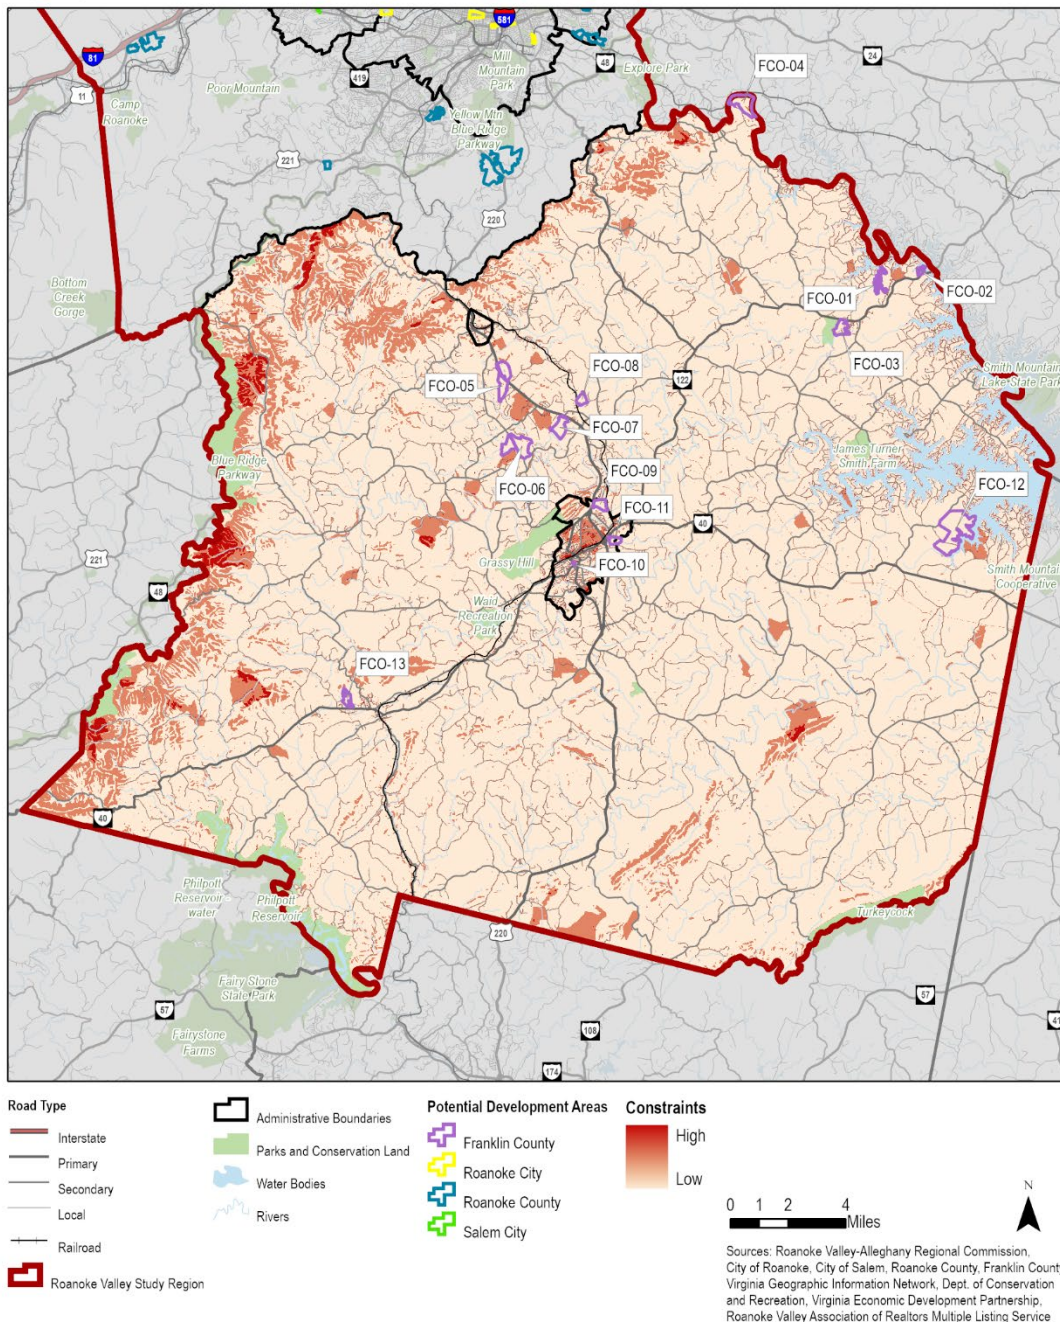 581
81
11
419
48
24
Mill
Mountain
Park
Explore Park
FCO-04
Poor Mountain
Camp
Roanoke
Yellow Mtn
Blue Ridge
Parkway
221
220
Bottom
Creek
Gorge
FCO-01
FCO-02
FCO-03
FCO-08
FCO-05
122
Smith Mountain
Lake State Park
FCO-07
James Turner
Smith Farm
Blue Ridge
Parkway
FCO-06
FCO-09
FCO-12
FCO-11
40
221
Grassy Hill
FCO-10
48
Smith Mountain
Cooperative
Waid
Recreation
Park
FCO-13
40
Philpott
Reservoir -
water
Philpott
Reservoir
Turkeycock
220
Fairy Stone
State Park
57
57
Fairystone
Farms
108
41
174
Road Type
Interstate
Primary
Secondary
Local
Railroad
Roanoke Valley Study Region
Administrative Boundaries
Parks and Conservation Land
Water Bodies
Rivers
Potential Development Areas
Franklin County
Roanoke City
Roanoke County
Salem City
Constraints
High
Low
0 1 2 4
Miles
N
Sources: Roanoke Valley-Alleghany Regional Commission,
City of Roanoke, City of Salem, Roanoke County, Franklin Count
Virginia Geographic Information Network, Dept. of Conservation
and Recreation, Virginia Economic Development Partnership,
Roanoke Valley Association of Realtors Multiple Listing Service